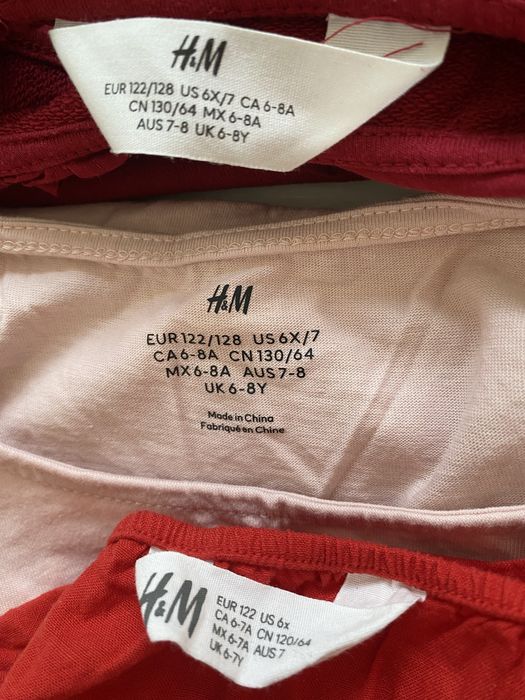 H&M
EUR 122/128 US 6X/7 CA 6-8A
CN 130/64 MX 6-8A
AUS 7-8 UK 6-8Y
H&M
EUR 122/128 US 6X/7
CA 6-8A CN 130/64
MX 6-8A AUS 7-8
UK 6-8Y
Made in China
Fabriqué en Chine
H&M
EUR 122 US 6x
CA 6-7A CN 120/64
MX 6-7A AUS 7
UK 6-7Y